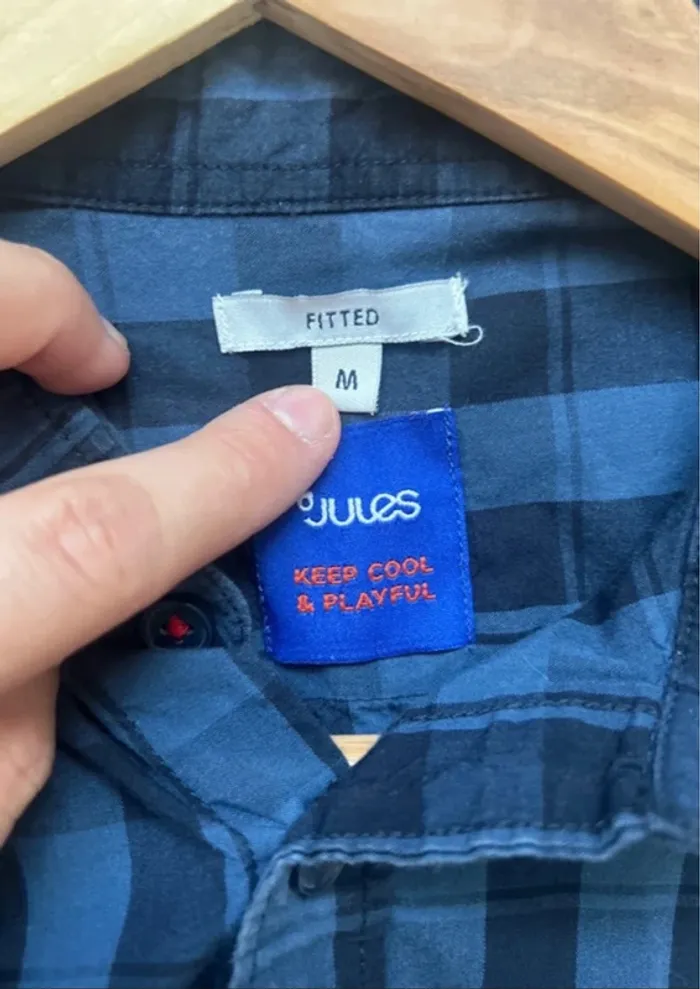 FITTED
M
JULES
KEEP COOL
& PLAYFUL